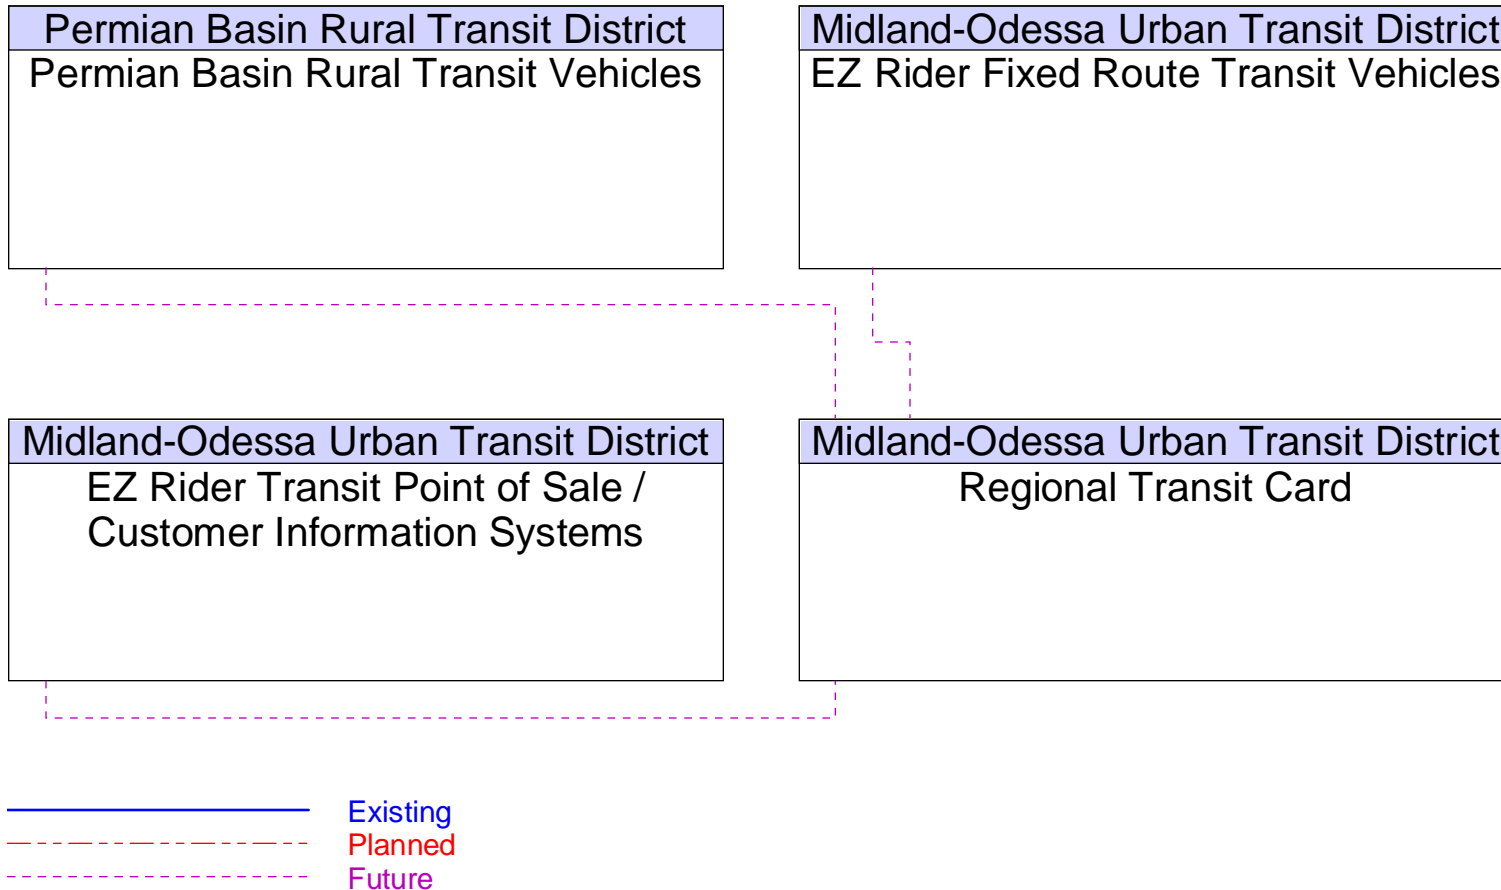 Permian Basin Rural Transit District
Permian Basin Rural Transit Vehicles
Midland-Odessa Urban Transit District
EZ Rider Fixed Route Transit Vehicles
Midland-Odessa Urban Transit District
EZ Rider Transit Point of Sale /
Customer Information Systems
Midland-Odessa Urban Transit District
Regional Transit Card
Existing
Planned
Future